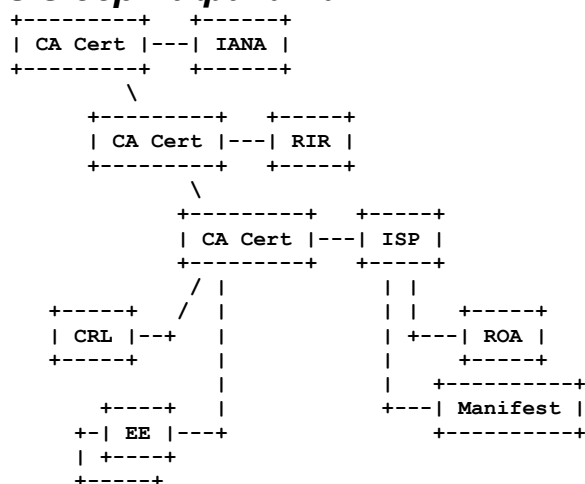 CA Cert IANA
CA Cert RIR
CA Cert ISP
CRL ROA
Manifest
EE